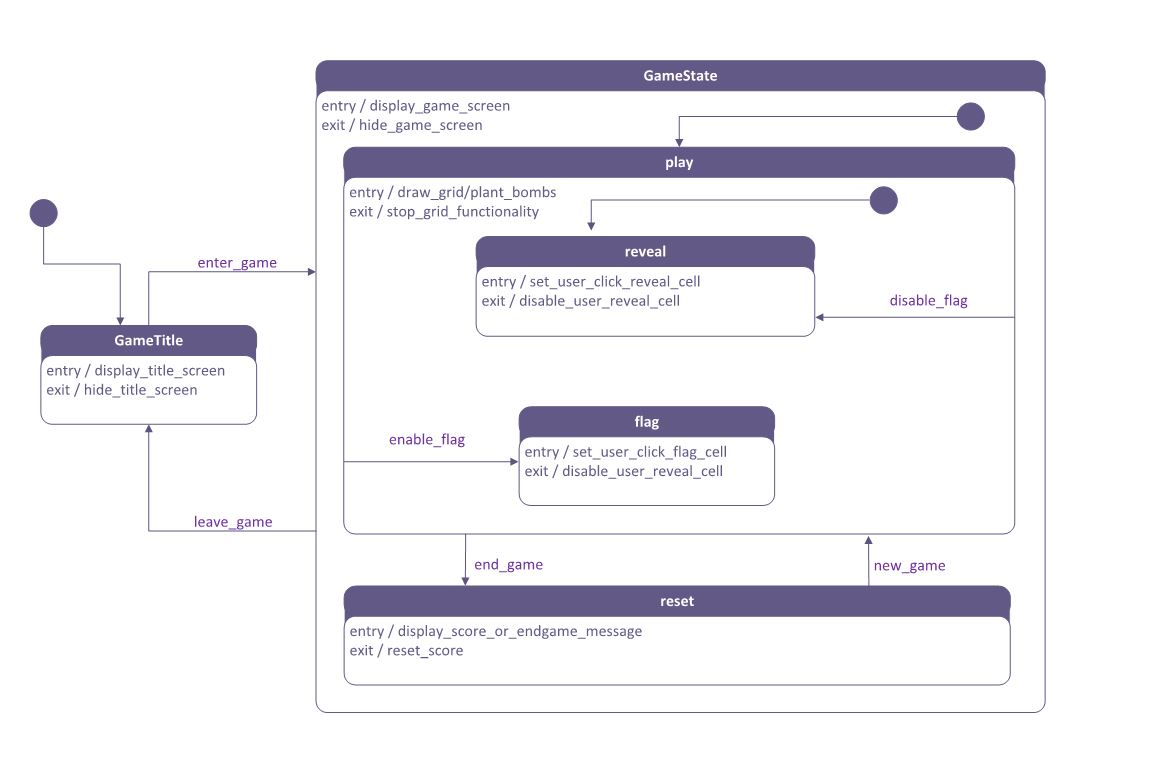 GameState
entry / display_game_screen
exit / hide_game_screen
play
entry / draw_grid/plant_bombs
exit / stop_grid_functionality
reveal
enter_game
entry / set_user_click_reveal_cell
exit / disable_user_reveal_cell
disable_flag
GameTitle
entry / display_title_screen
exit / hide_title_screen
flag
enable_flag
entry / set_user_click_flag_cell
exit / disable_user_reveal_cell
leave_game
end_game
new_game
reset
entry / display_score_or_endgame_message
exit / reset_score